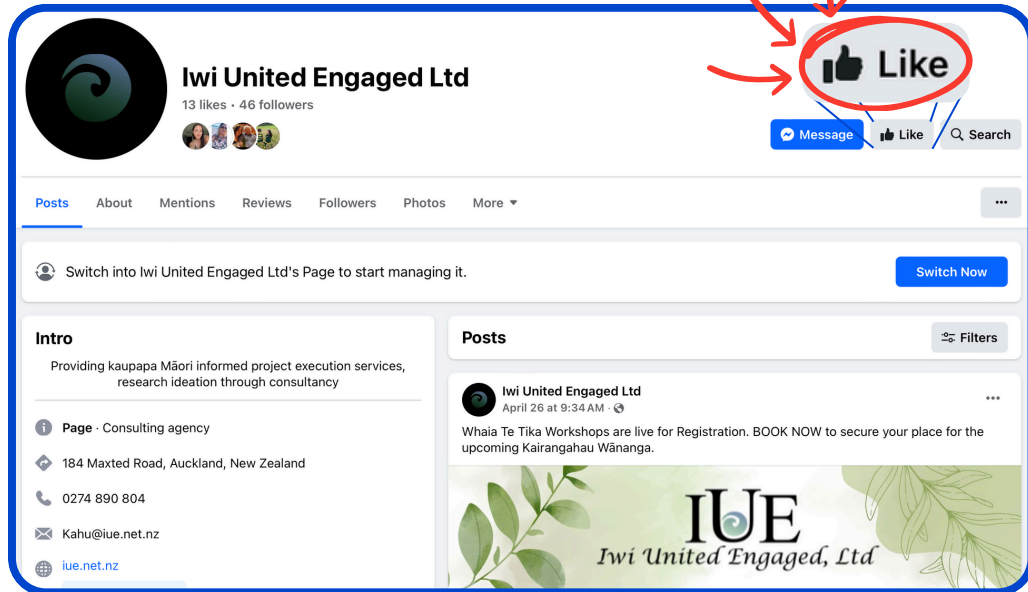 Like
Iwi United Engaged Ltd
13 likes · 46 followers
Message
Like
Search
Posts
About
Mentions
Reviews
Followers
Photos
More
Switch into Iwi United Engaged Ltd's Page to start managing it.
Switch Now
Intro
Providing kaupapa Māori informed project execution services,
research ideation through consultancy
Page · Consulting agency
184 Maxted Road, Auckland, New Zealand
0274 890 804
Kahu@iue.net.nz
iue.net.nz
Posts
Filters
Iwi United Engaged Ltd
April 26 at 9:34 AM ·
Whaia Te Tika Workshops are live for Registration. BOOK NOW to secure your place for the
upcoming Kairangahau Wānanga.
IUE
Iwi United Engaged, Ltd